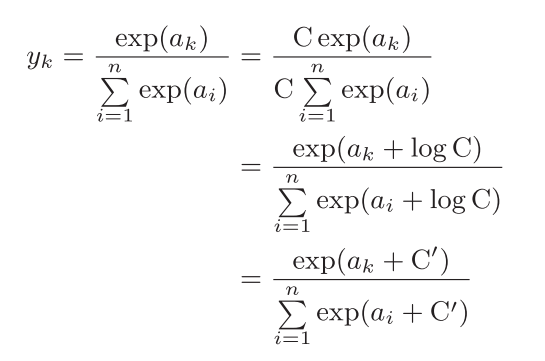 y_k = \frac{\exp(a_k)}{\sum_{i=1}^{n} \exp(a_i)} = \frac{C \exp(a_k)}{C \sum_{i=1}^{n} \exp(a_i)}
= \frac{\exp(a_k + \log C)}{\sum_{i=1}^{n} \exp(a_i + \log C)}
= \frac{\exp(a_k + C')}{\sum_{i=1}^{n} \exp(a_i + C')}